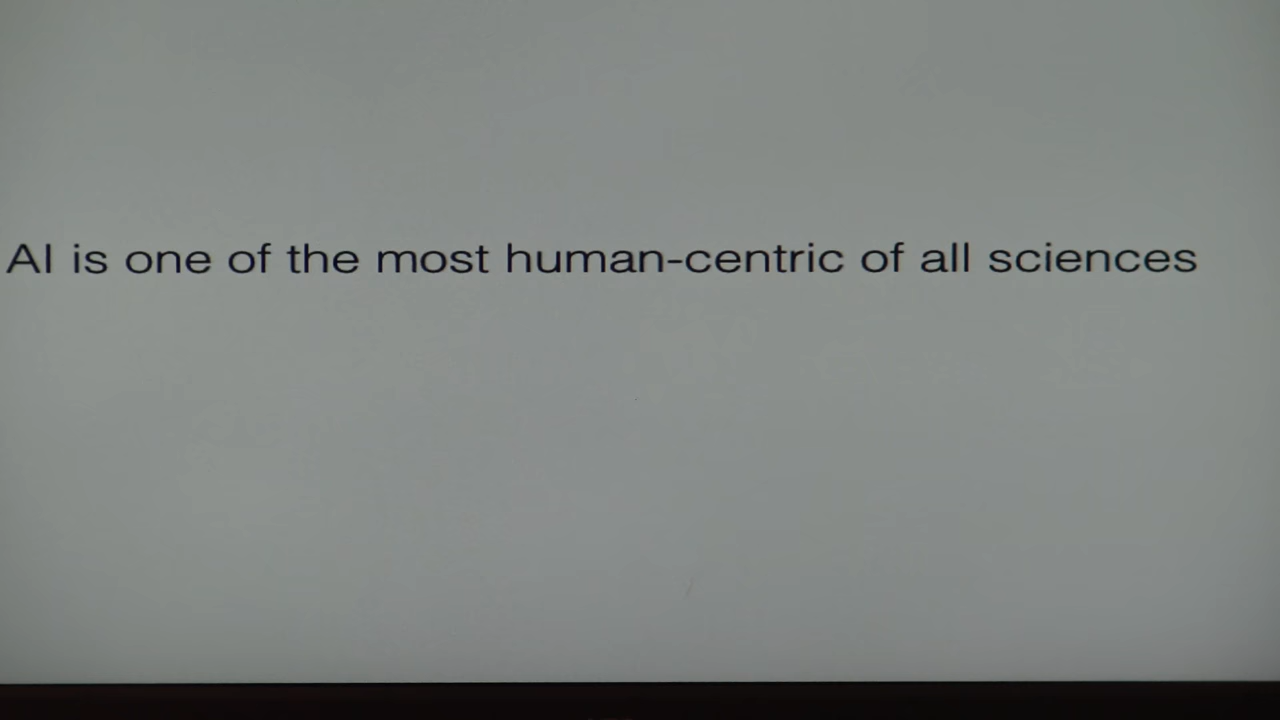 AI is one of the most human-centric of all sciences